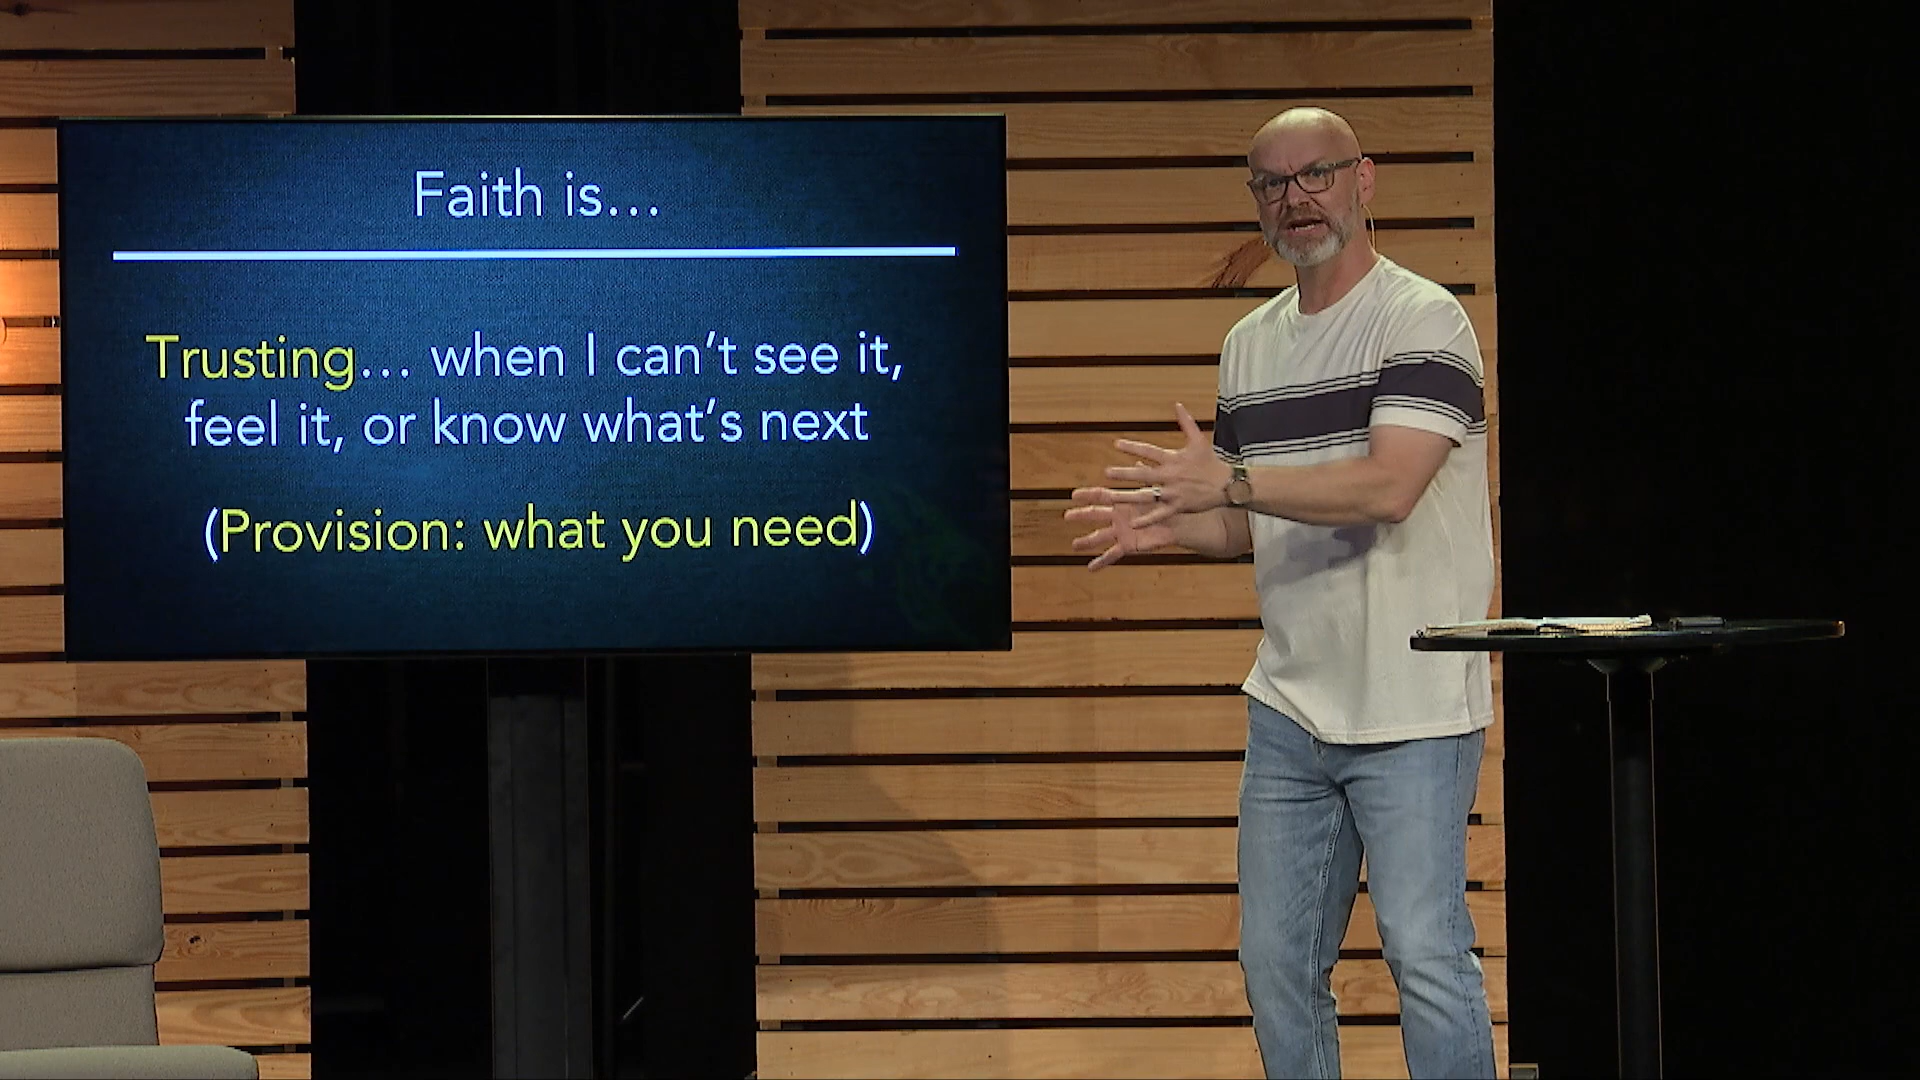 Faith is...
Trusting... when I can't see it,
feel it, or know what's next
(Provision: what you need)